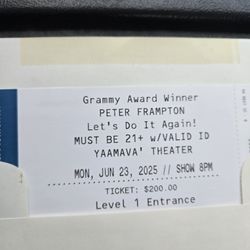 Grammy Award Winner
PETER FRAMPTON
Let's Do It Again!
MUST BE 21+ w/VALID ID
YAAMAVA' THEATER
MON, JUN 23, 2025 // SHOW 8PM
TICKET: $200.00
Level 1 Entrance